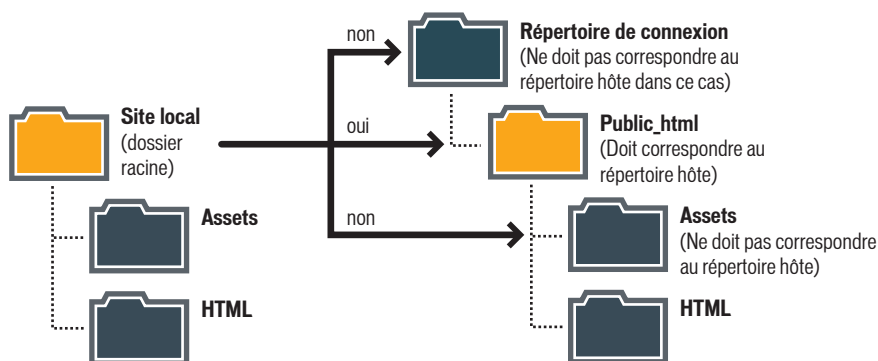 non
Répertoire de connexion
(Ne doit pas correspondre au
répertoire hôte dans ce cas)
Site local
(dossier
racine)
oui
Public_html
(Doit correspondre au
répertoire hôte)
Assets
non
Assets
(Ne doit pas correspondre
au répertoire hôte)
HTML
HTML